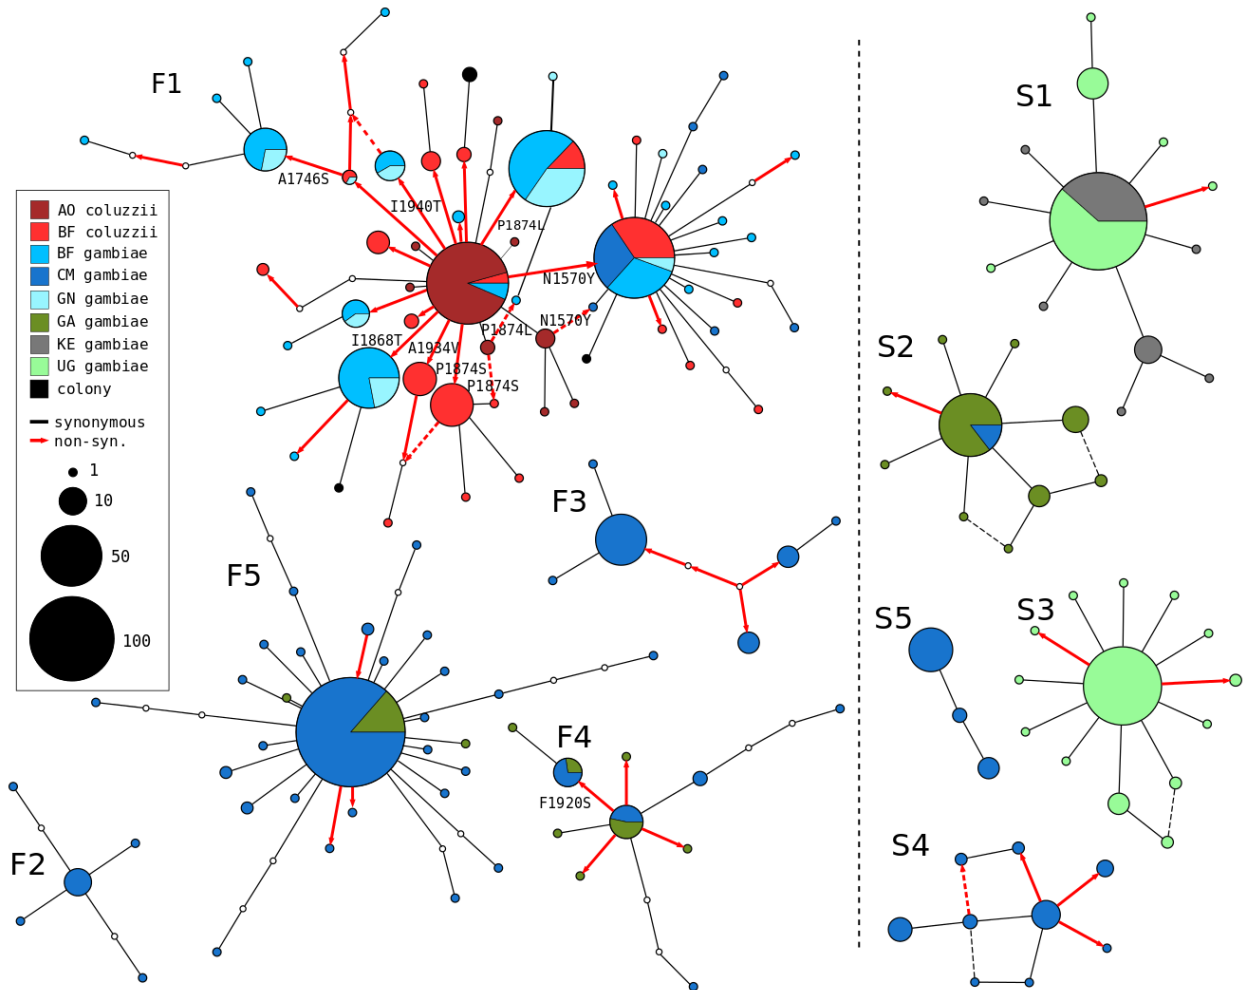 F1
S1
A1746S
I1940T
AO coluzzii
BF coluzzii
BF gambiae
CM gambiae
GN gambiae
GA gambiae
KE gambiae
UG gambiae
colony
synonymous
non-syn.
1
10
50
100
P1874L
N1570Y
P1874L
N1570Y
I1868T
A1934V
P1874S
P1874S
S2
F3
F5
S5
S3
F4
F1920S
F2
S4